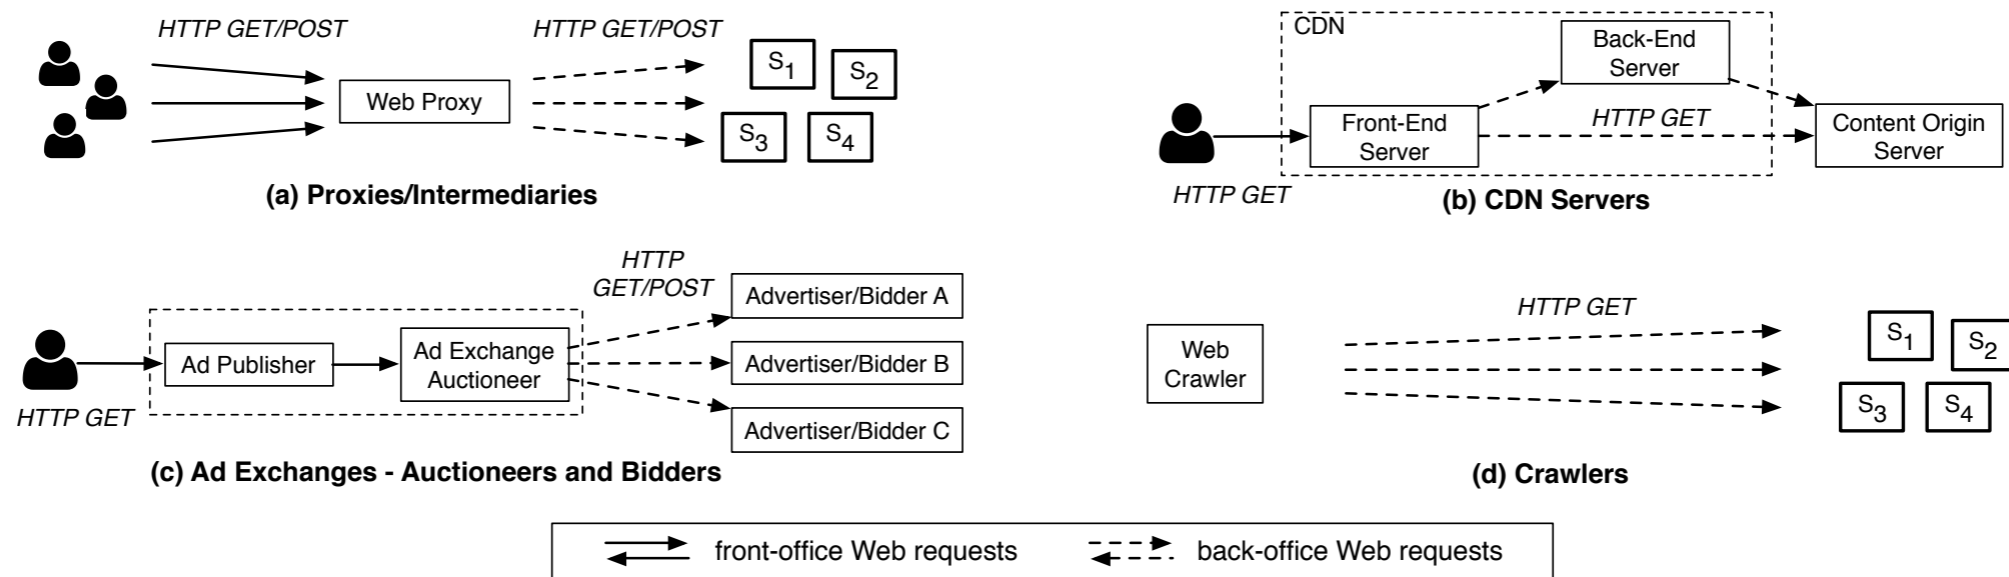 HTTP GET/POST
HTTP GET/POST
Web Proxy
S1
S2
S3
S4
(a) Proxies/Intermediaries
CDN
Back-End
Server
Front-End
Server
HTTP GET
Content Origin
Server
HTTP GET
(b) CDN Servers
HTTP
GET/POST
Ad Publisher
Ad Exchange
Auctioneer
Advertiser/Bidder A
Advertiser/Bidder B
Advertiser/Bidder C
HTTP GET
(c) Ad Exchanges - Auctioneers and Bidders
HTTP GET
Web
Crawler
S1
S2
S3
S4
(d) Crawlers
front-office Web requests
back-office Web requests